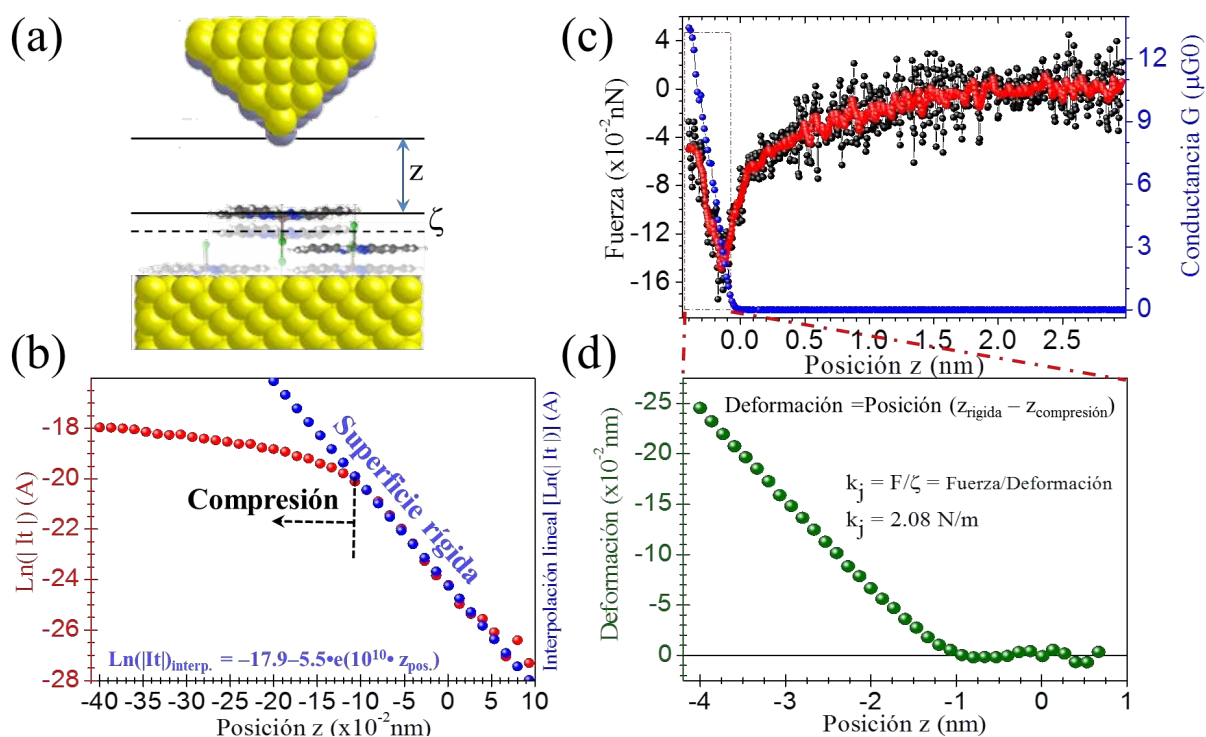 (a)
z
ζ
(b)
Ln(| It |) (A)
-18
-20
-22
-24
-26
-28
-40 -35 -30 -25 -20 -15 -10 -5 0 5 10
Posición z (x10-2nm)
Compresión
Superficie rígida
Ln(|It|)interp. = –17.9–5.5•e(10^10• zpos.)
Interpolación lineal [Ln(| It |)] (A)
(c)
Fuerza (x10-2nN)
4
0
-4
-8
-12
-16
0.0 0.5 1.0 1.5 2.0 2.5
Posición z (nm)
12
9
6
3
0
Conductancia G (μG0)
(d)
Deformación (x10-2nm)
-25
-20
-15
-10
-5
0
-4 -3 -2 -1 0 1
Posición z (nm)
Deformación =Posición (zrigida – zcompresión)
kj = F/ζ = Fuerza/Deformación
kj = 2.08 N/m